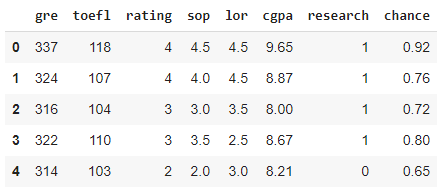 gre toefl rating sop lor cgpa research chance
0 337 118 4 4.5 4.5 9.65 1 0.92
1 324 107 4 4.0 4.5 8.87 1 0.76
2 316 104 3 3.0 3.5 8.00 1 0.72
3 322 110 3 3.5 2.5 8.67 1 0.80
4 314 103 2 2.0 3.0 8.21 0 0.65